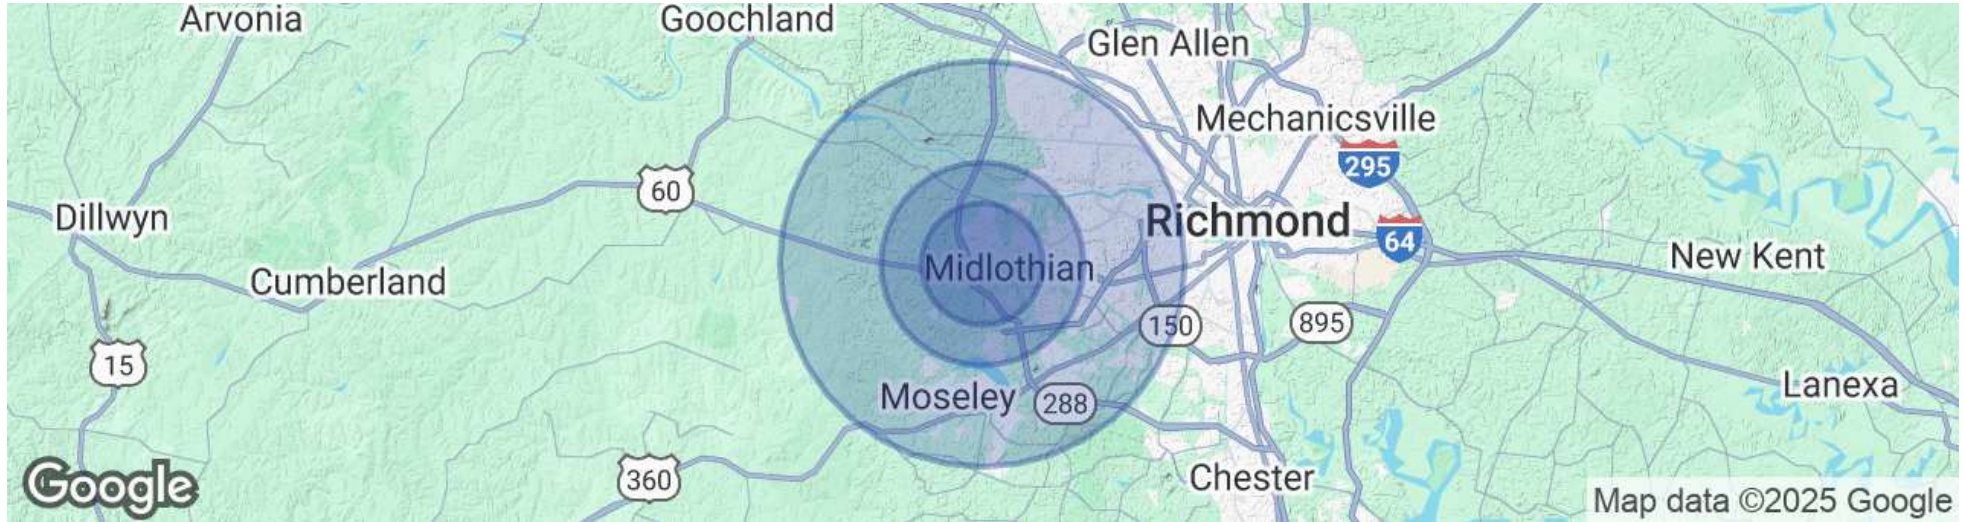 Arvonia
Goochland
Glen Allen
Mechanicsville
295
60
Dillwyn
Richmond
64
New Kent
Midlothian
Cumberland
150
895
15
Lanexa
Moseley
288
360
Chester
Google
Map data ©2025 Google